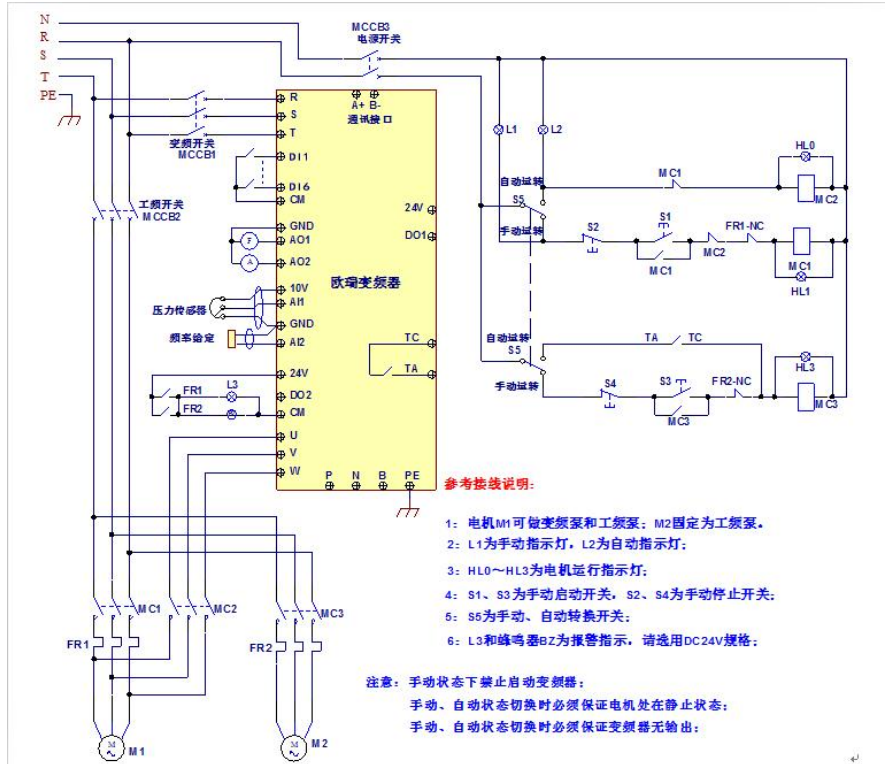 N
R
S
T
PE
MCCB3
电源开关
R
S
T
变频开关
MCCB1
A+ B-
通讯接口
L1
L2
DI1
DI6
CM
工频开关
MCCB2
24V
DO1
GND
AO1
F
AO2
A
欧瑞变频器
10V
AI1
压力传感器
GND
频率给定
AI2
TC
TA
24V
FR1
L3
DO2
FR2
CM
U
V
W
P N B PE
HL0
自动运转
MC1
MC2
S5
手动运转
S2
S1
FR1-NC
MC1
MC2
MC1
HL1
自动运转
S5
手动运转
TA
TC
HL3
S4
S3
FR2-NC
MC3
MC3
参考接线说明:
1: 电机M1可做变频泵和工频泵; M2固定为工频泵。
2: L1为手动指示灯, L2为自动指示灯;
3: HL0~HL3为电机运行指示灯;
4: S1、S3为手动启动开关, S2、S4为手动停止开关;
5: S5为手动、自动转换开关;
6: L3和蜂鸣器BZ为报警指示, 请选用DC24V规格;
注意: 手动状态下禁止启动变频器;
手动、自动状态切换时必须保证电机处在静止状态;
手动、自动状态切换时必须保证变频器无输出;
MC1
MC2
MC3
FR1
FR2
M
M1
M
M2